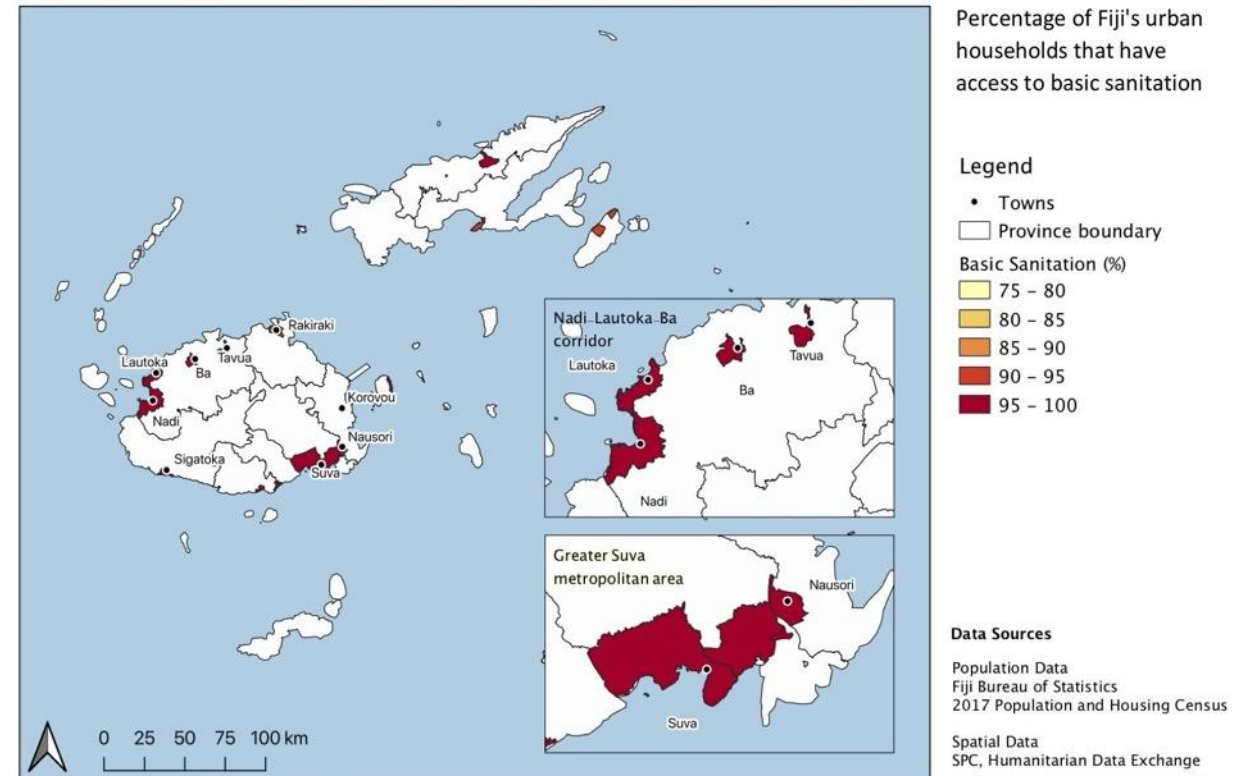 Percentage of Fiji's urban
households that have
access to basic sanitation
Legend
Towns
Province boundary
Basic Sanitation (%)
75 – 80
80 – 85
85 – 90
90 – 95
95 – 100
Rakiraki
Lautoka
Tavua
Ba
(Korovou
Nadi
Nausori
Sigatoka
Suva
Nadi-Lautoka-Ba
corridor
Lautoka
Tavua
Ba
Nadi
Greater Suva
metropolitan area
Nausori
Suva
0 25 50 75 100 km
Data Sources
Population Data
Fiji Bureau of Statistics
2017 Population and Housing Census
Spatial Data
SPC, Humanitarian Data Exchange